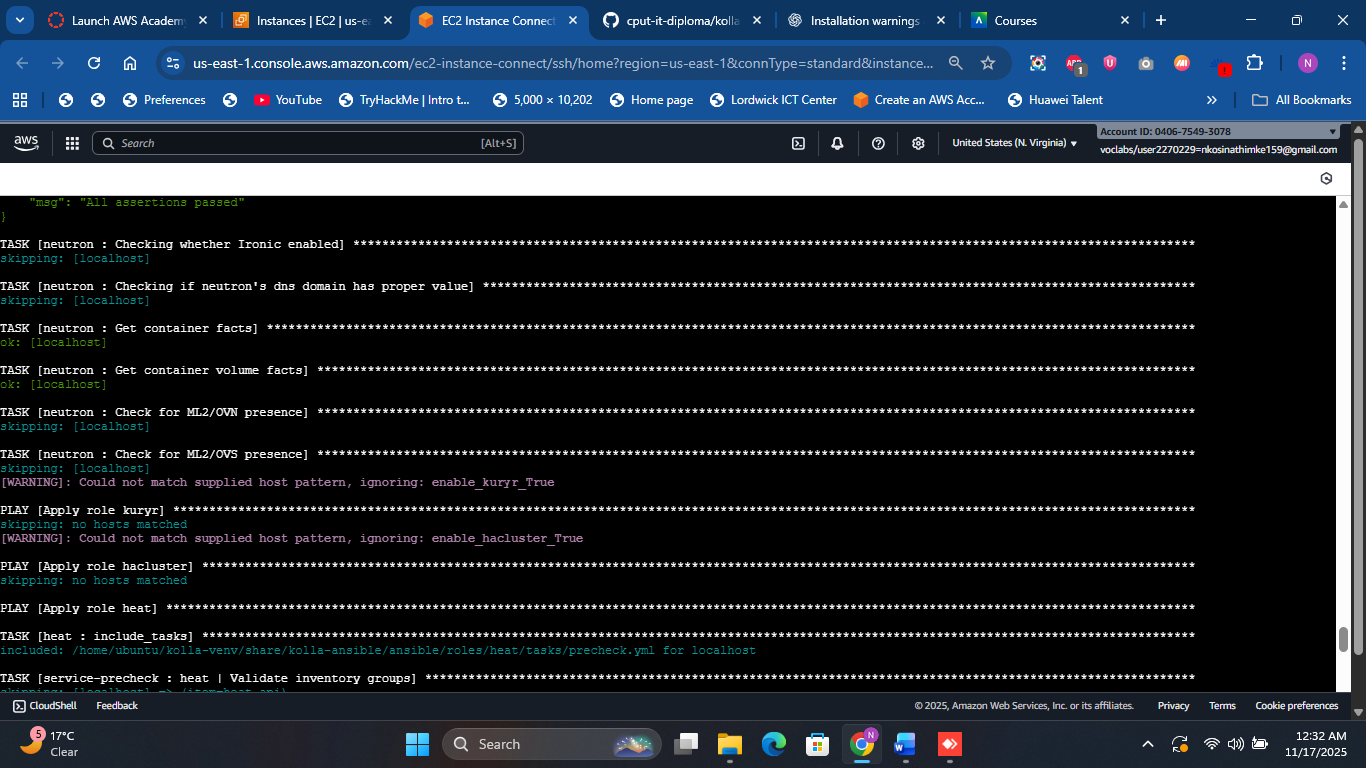 Launch AWS Academy
Instances | EC2 | us-ea
EC2 Instance Connect
cput-it-diploma/kolla
Installation warnings
Courses
us-east-1.console.aws.amazon.com/ec2-instance-connect/ssh/home?region=us-east-1&connType=standard&instance...
1
N
Preferences
YouTube
TryHackMe | Intro t...
5,000 × 10,202
Home page
Lordwick ICT Center
Create an AWS Acc...
Huawei Talent
»
All Bookmarks
aws
Search
[Alt+S]
United States (N. Virginia)
Account ID: 0406-7549-3078
voclabs/user2270229=nkosinathimke159@gmail.com
"msg": "All assertions passed"
}
TASK [neutron : Checking whether Ironic enabled] *********************************************************************************************************************
skipping: [localhost]
TASK [neutron : Checking if neutron's dns domain has proper value] ***************************************************************************************************
skipping: [localhost]
TASK [neutron : Get container facts] *********************************************************************************************************************************
ok: [localhost]
TASK [neutron : Get container volume facts] **************************************************************************************************************************
ok: [localhost]
TASK [neutron : Check for ML2/OVN presence] **************************************************************************************************************************
skipping: [localhost]
TASK [neutron : Check for ML2/OVS presence] **************************************************************************************************************************
skipping: [localhost]
[WARNING]: Could not match supplied host pattern, ignoring: enable_kuryr_True
PLAY [Apply role kuryr] **********************************************************************************************************************************************
skipping: no hosts matched
[WARNING]: Could not match supplied host pattern, ignoring: enable_hacluster_True
PLAY [Apply role hacluster] ******************************************************************************************************************************************
skipping: no hosts matched
PLAY [Apply role heat] ***********************************************************************************************************************************************
TASK [heat : include_tasks] ******************************************************************************************************************************************
included: /home/ubuntu/kolla-venv/share/kolla-ansible/ansible/roles/heat/tasks/precheck.yml for localhost
TASK [service-precheck : heat | Validate inventory groups] ***********************************************************************************************************
skipping: [localhost] => (item=heat-api)
CloudShell
Feedback
© 2025, Amazon Web Services, Inc. or its affiliates.
Privacy
Terms
Cookie preferences
5
17°C
Clear
Search
N
12:32 AM
11/17/2025